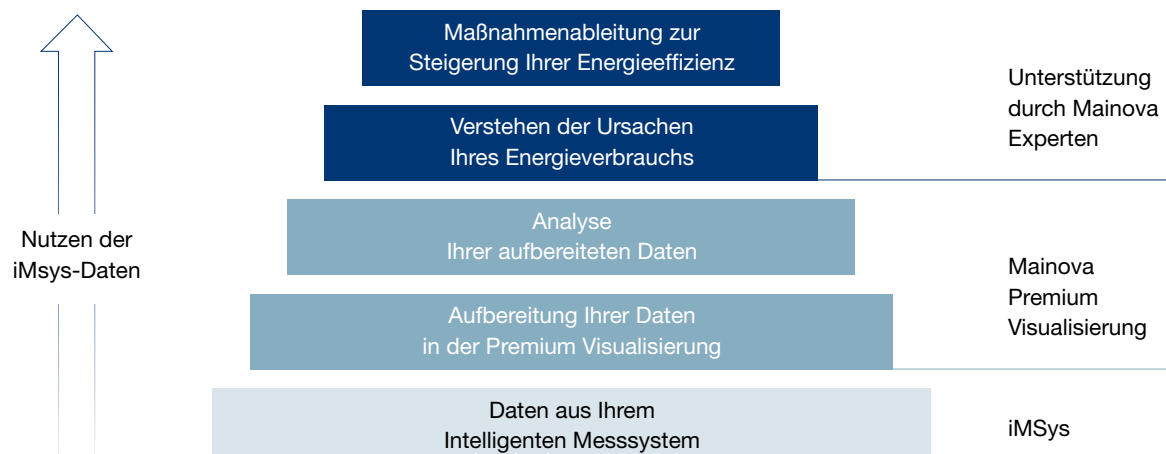 Maßnahmenableitung zur
Steigerung Ihrer Energieeffizienz
Verstehen der Ursachen
Ihres Energieverbrauchs
Unterstützung
durch Mainova
Experten
Nutzen der
iMsys-Daten
Analyse
Ihrer aufbereiteten Daten
Aufbereitung Ihrer Daten
in der Premium Visualisierung
Mainova
Premium
Visualisierung
Daten aus Ihrem
Intelligenten Messsystem
iMSys